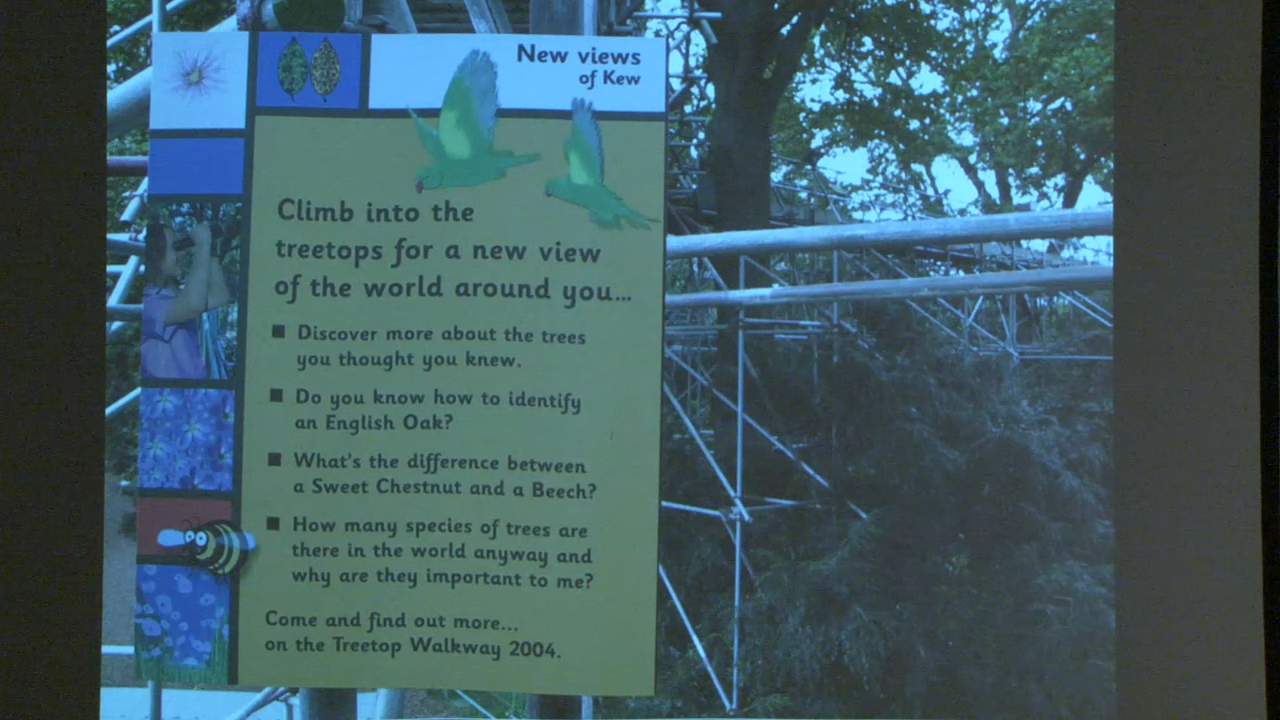 New views
of Kew
Climb into the
treetops for a new view
of the world around you...
■ Discover more about the trees
you thought you knew.
■ Do you know how to identify
an English Oak?
■ What's the difference between
a Sweet Chestnut and a Beech?
■ How many species of trees are
there in the world anyway and
why are they important to me?
Come and find out more...
on the Treetop Walkway 2004.